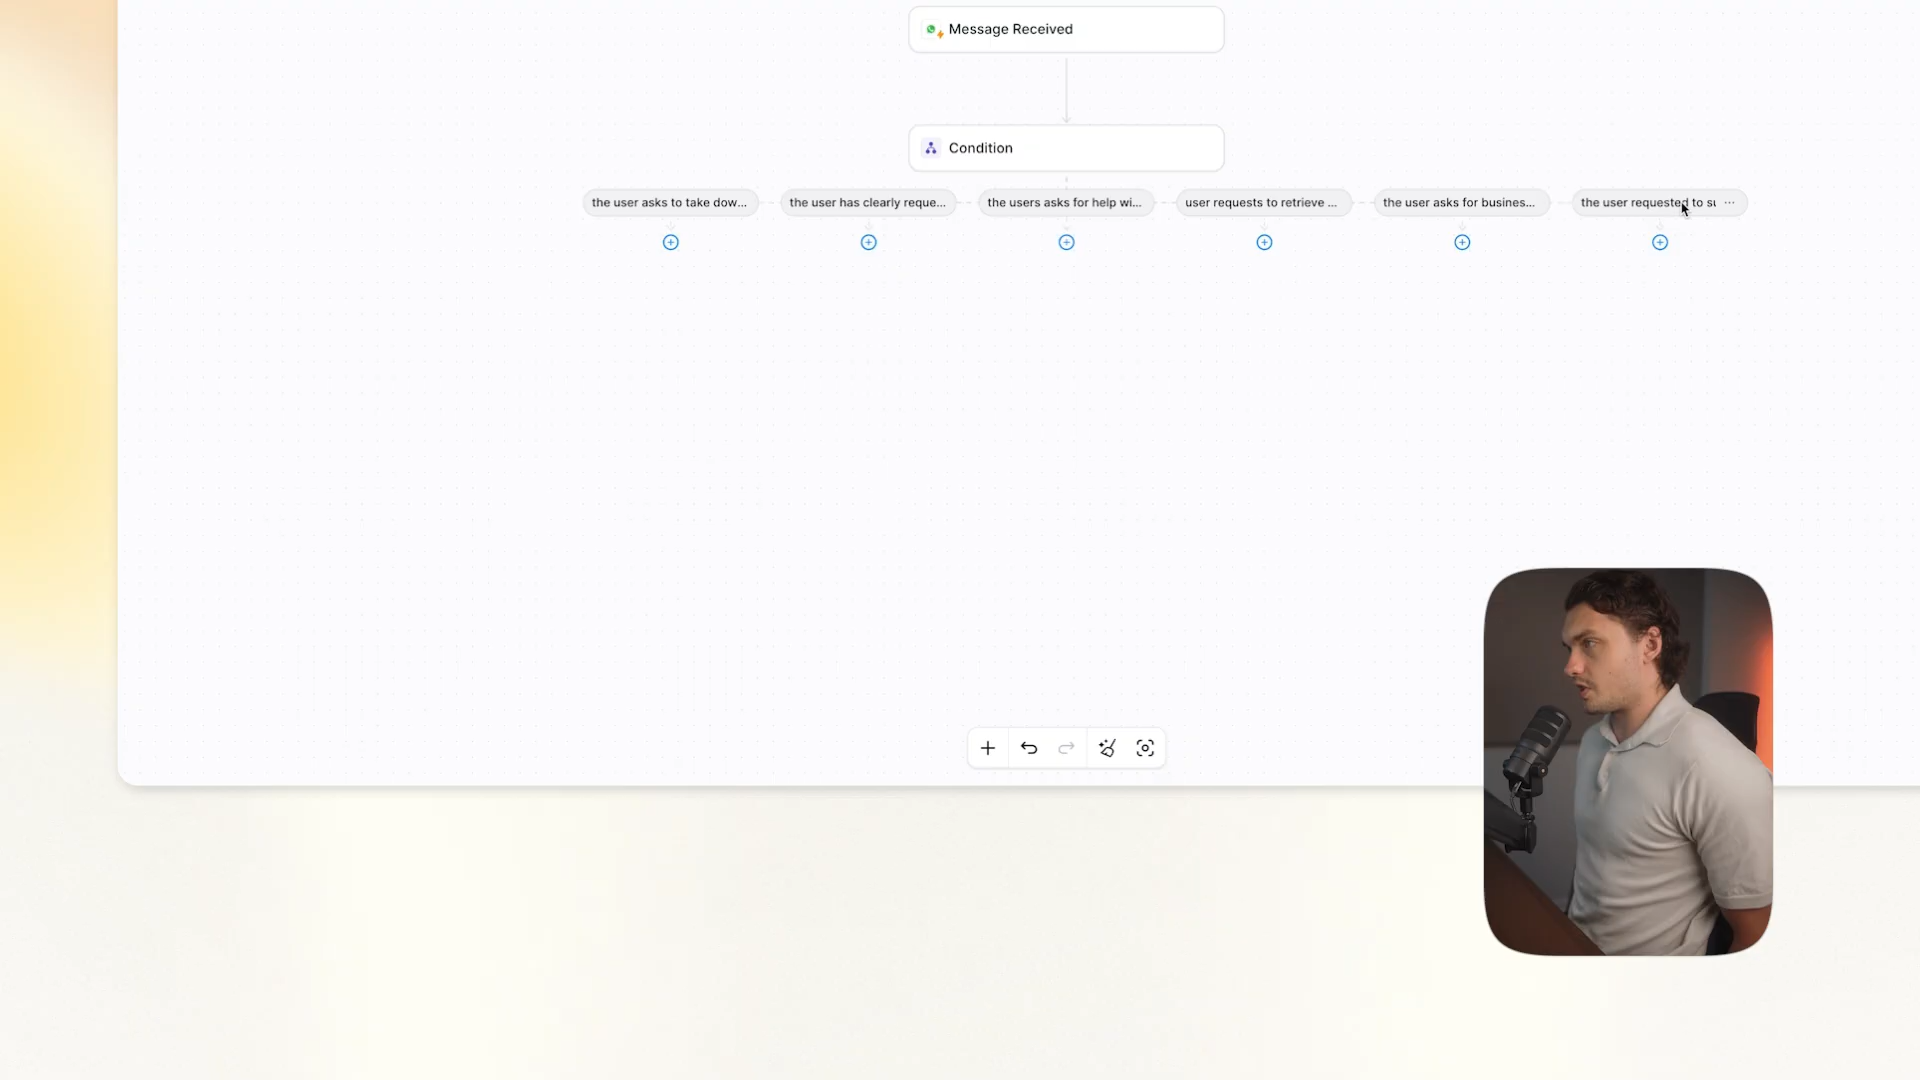 Message Received
Condition
the user asks to take dow...
the user has clearly reque...
the users asks for help wi...
user requests to retrieve ...
the user asks for busines...
the user requested to su ...